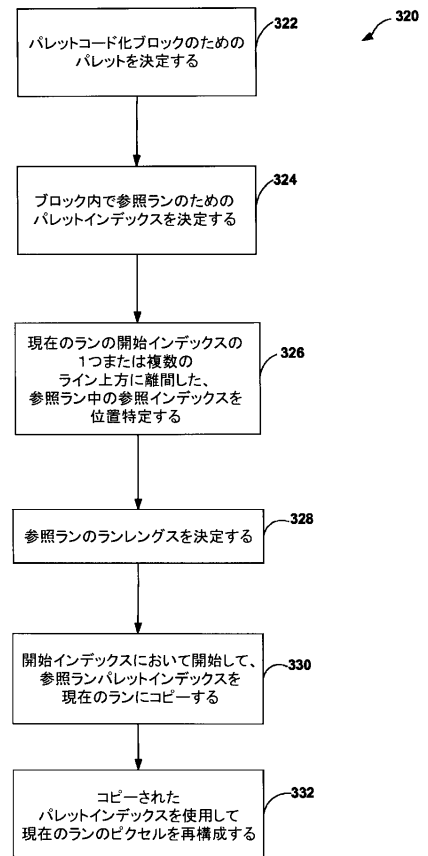 320
322
パレットコード化ブロックのための
パレットを決定する
324
ブロック内で参照ランのための
パレットインデックスを決定する
326
現在のランの開始インデックスの
1つまたは複数の
ライン上方に離間した、
参照ラン中の参照インデックスを
位置特定する
328
参照ランのランレングスを決定する
330
開始インデックスにおいて開始して、
参照ランパレットインデックスを
現在のランにコピーする
332
コピーされた
パレットインデックスを使用して
現在のランのピクセルを再構成する